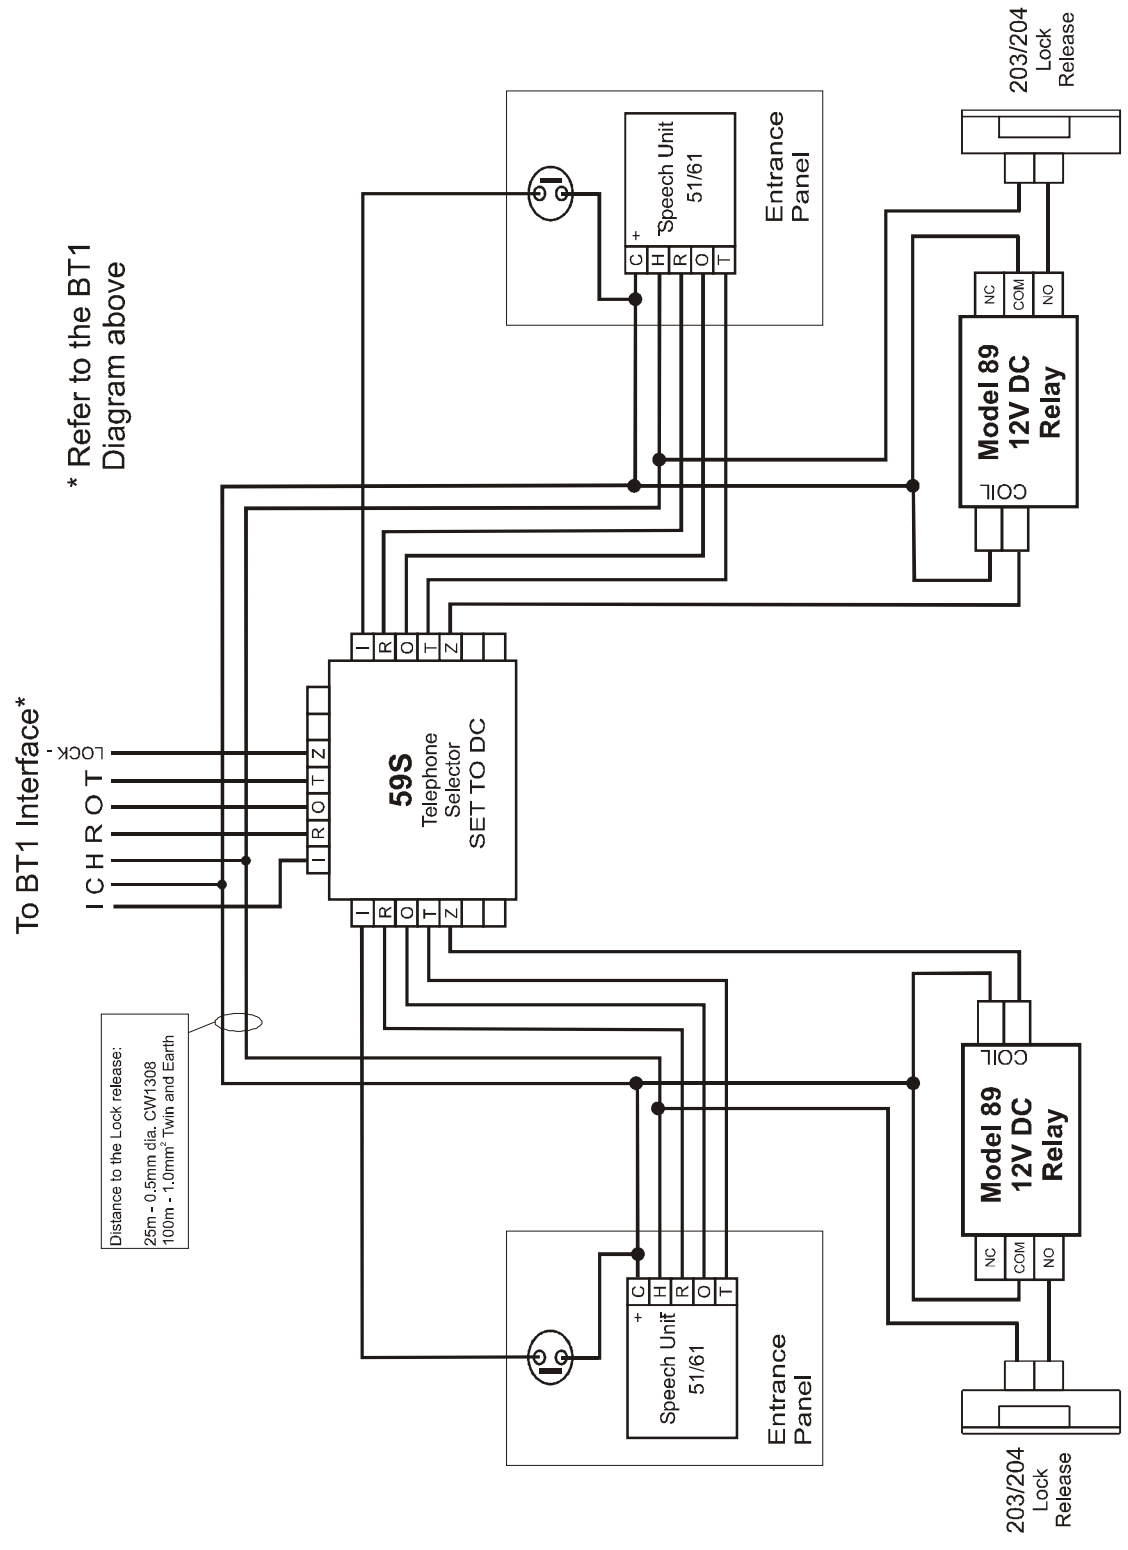 To BT1 Interface*
* Refer to the BT1
Diagram above
I C H R O T LOCK -
Distance to the Lock release:
25m - 0.5mm dia. CW1308
100m - 1.0mm² Twin and Earth
I R O T Z
59S
Telephone
Selector
SET TO DC
I
R
O
T
Z
I
R
O
T
Z
+
C
H
R
O
T
Speech Unit
51/61
Entrance
Panel
+
C
H
R
O
T
Speech Unit
51/61
Entrance
Panel
203/204
Lock
Release
NC
COM
NO
Model 89
12V DC
Relay
COIL
COIL
Model 89
12V DC
Relay
NC
COM
NO
203/204
Lock
Release